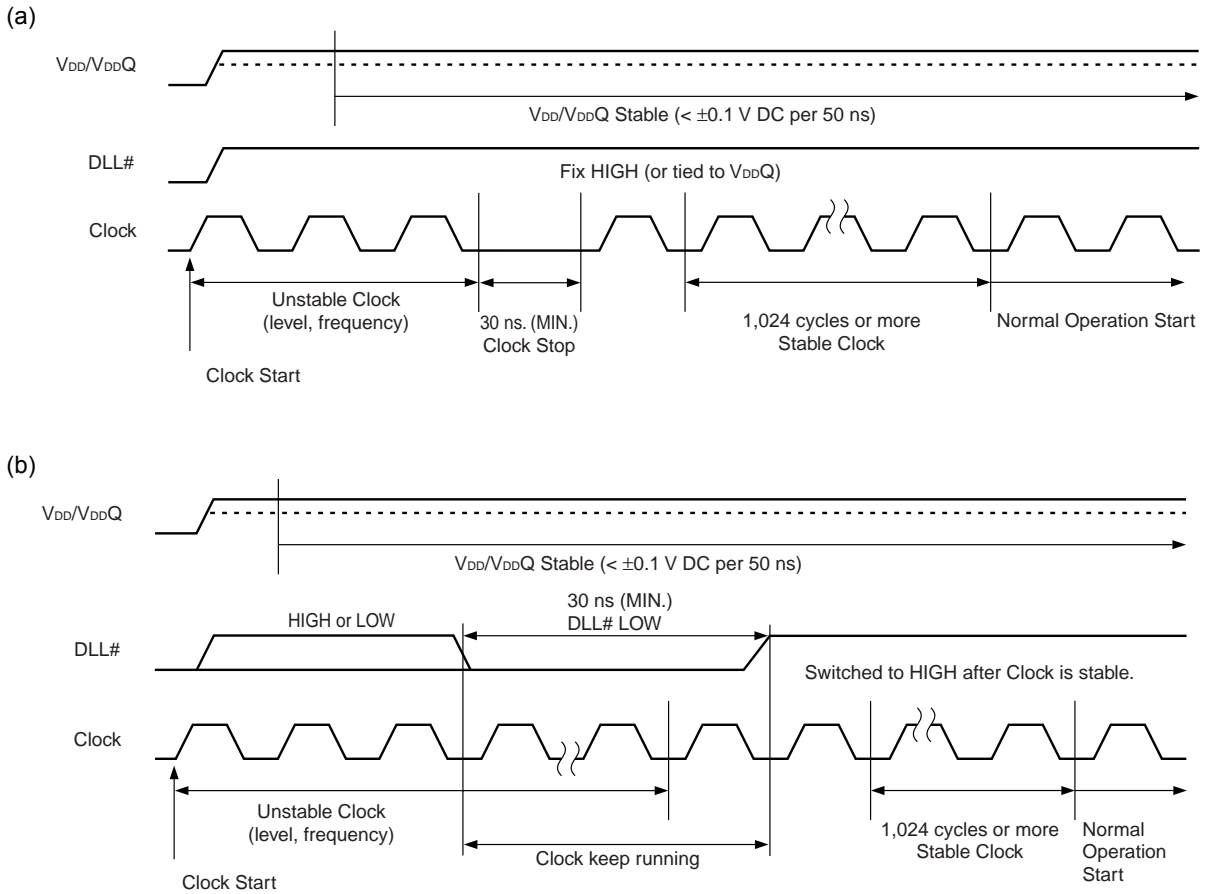 (a)
VDD/VDDQ
VDD/VDDQ Stable (< ±0.1 V DC per 50 ns)
DLL#
Fix HIGH (or tied to VDDQ)
Clock
Unstable Clock
(level, frequency)
30 ns. (MIN.)
Clock Stop
1,024 cycles or more
Stable Clock
Normal Operation Start
Clock Start
(b)
VDD/VDDQ
VDD/VDDQ Stable (< ±0.1 V DC per 50 ns)
30 ns (MIN.)
DLL# LOW
HIGH or LOW
DLL#
Switched to HIGH after Clock is stable.
Clock
Unstable Clock
(level, frequency)
Clock keep running
1,024 cycles or more
Stable Clock
Normal
Operation
Start
Clock Start